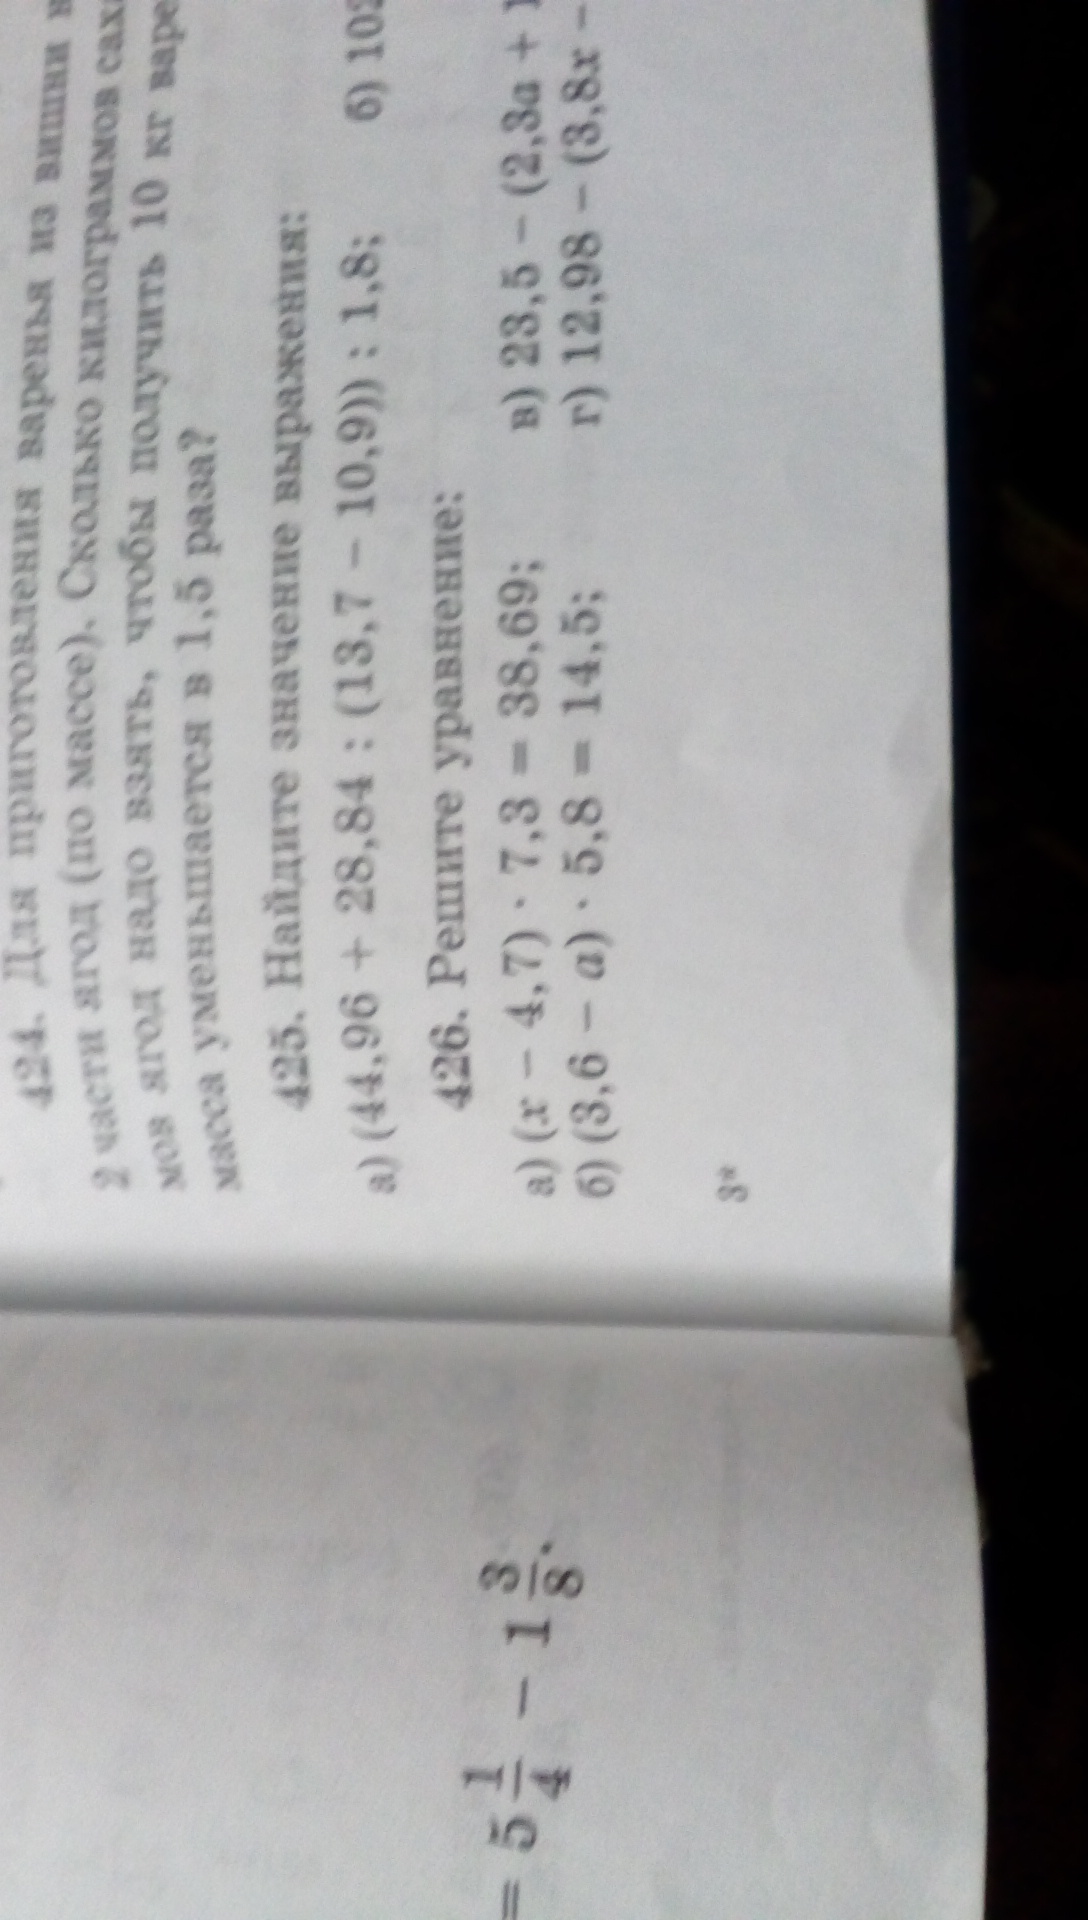 = 5 1/4 − 1 3/8.
424. Для приготовления варенья из вишни
2 части ягод (по массе). Сколько килограммов
ягод надо взять, чтобы получить 10 кг
масса уменьшается в 1,5 раза?
425. Найдите значение выражения:
а) (44,96 + 28,84 : (13,7 − 10,9)) : 1,8; б) 102
426. Решите уравнение:
а) (x − 4,7) · 7,3 = 38,69; в) 23,5 − (2,3a + 1
б) (3,6 − a) · 5,8 = 14,5; г) 12,98 − (3,8x −
3*